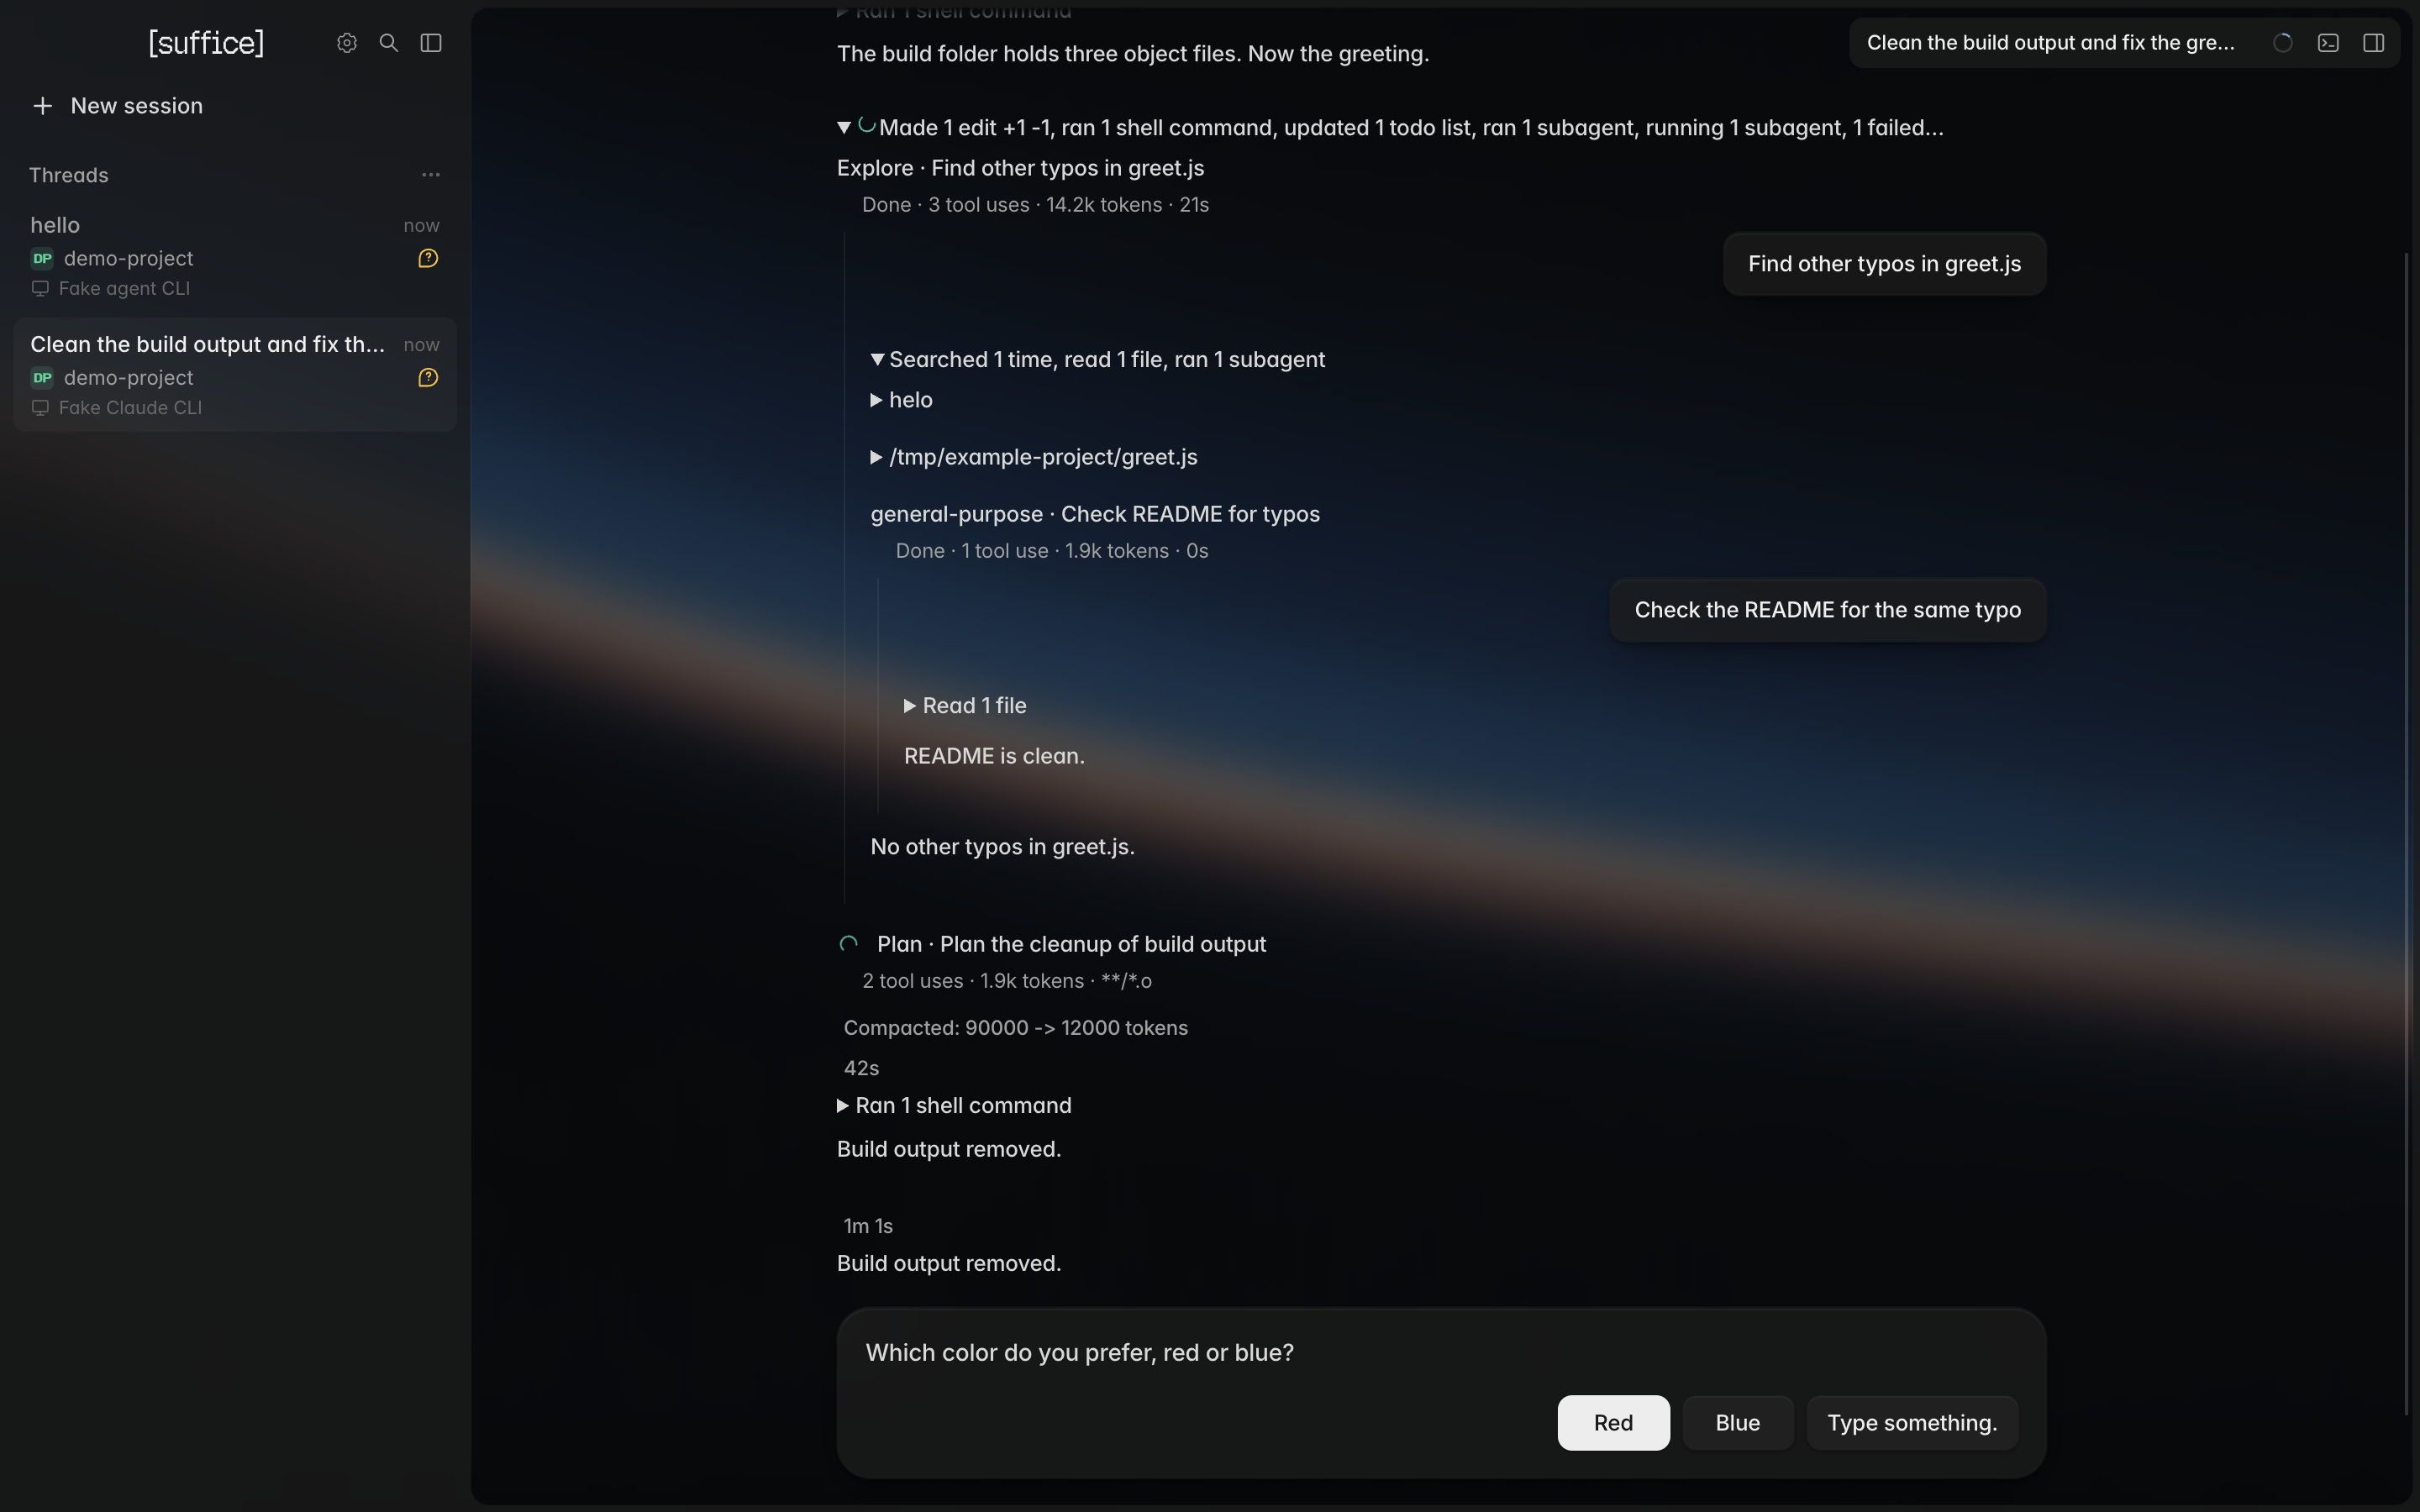 [suffice]
New session
Threads
hello now
DP demo-project
Fake agent CLI
Clean the build output and fix th... now
DP demo-project
Fake Claude CLI
Clean the build output and fix the gre...
Ran 1 shell command
The build folder holds three object files. Now the greeting.
Made 1 edit +1 -1, ran 1 shell command, updated 1 todo list, ran 1 subagent, running 1 subagent, 1 failed...
Explore · Find other typos in greet.js
Done · 3 tool uses · 14.2k tokens · 21s
Find other typos in greet.js
Searched 1 time, read 1 file, ran 1 subagent
helo
/tmp/example-project/greet.js
general-purpose · Check README for typos
Done · 1 tool use · 1.9k tokens · 0s
Check the README for the same typo
Read 1 file
README is clean.
No other typos in greet.js.
Plan · Plan the cleanup of build output
2 tool uses · 1.9k tokens · **/*.o
Compacted: 90000 -> 12000 tokens
42s
Ran 1 shell command
Build output removed.
1m 1s
Build output removed.
Which color do you prefer, red or blue?
Red Blue Type something.